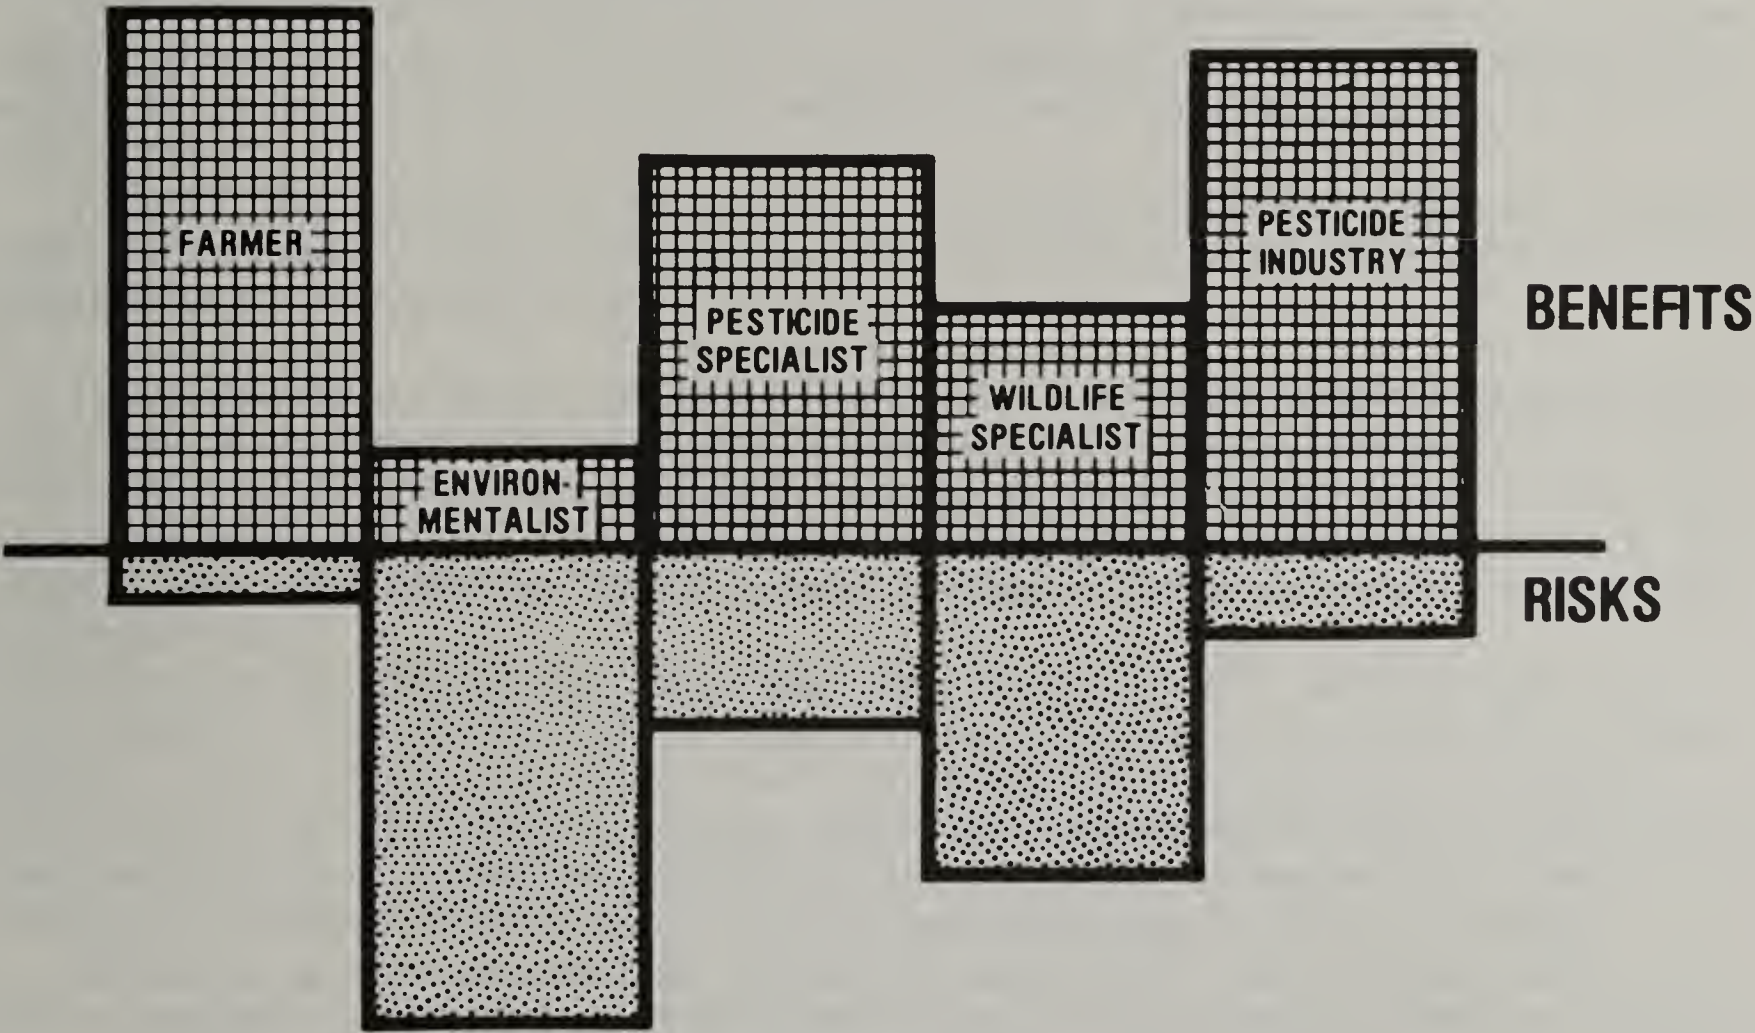 FARMER
ENVIRON-
MENTALIST
PESTICIDE
SPECIALIST
WILDLIFE
SPECIALIST
PESTICIDE
INDUSTRY
BENEFITS
RISKS